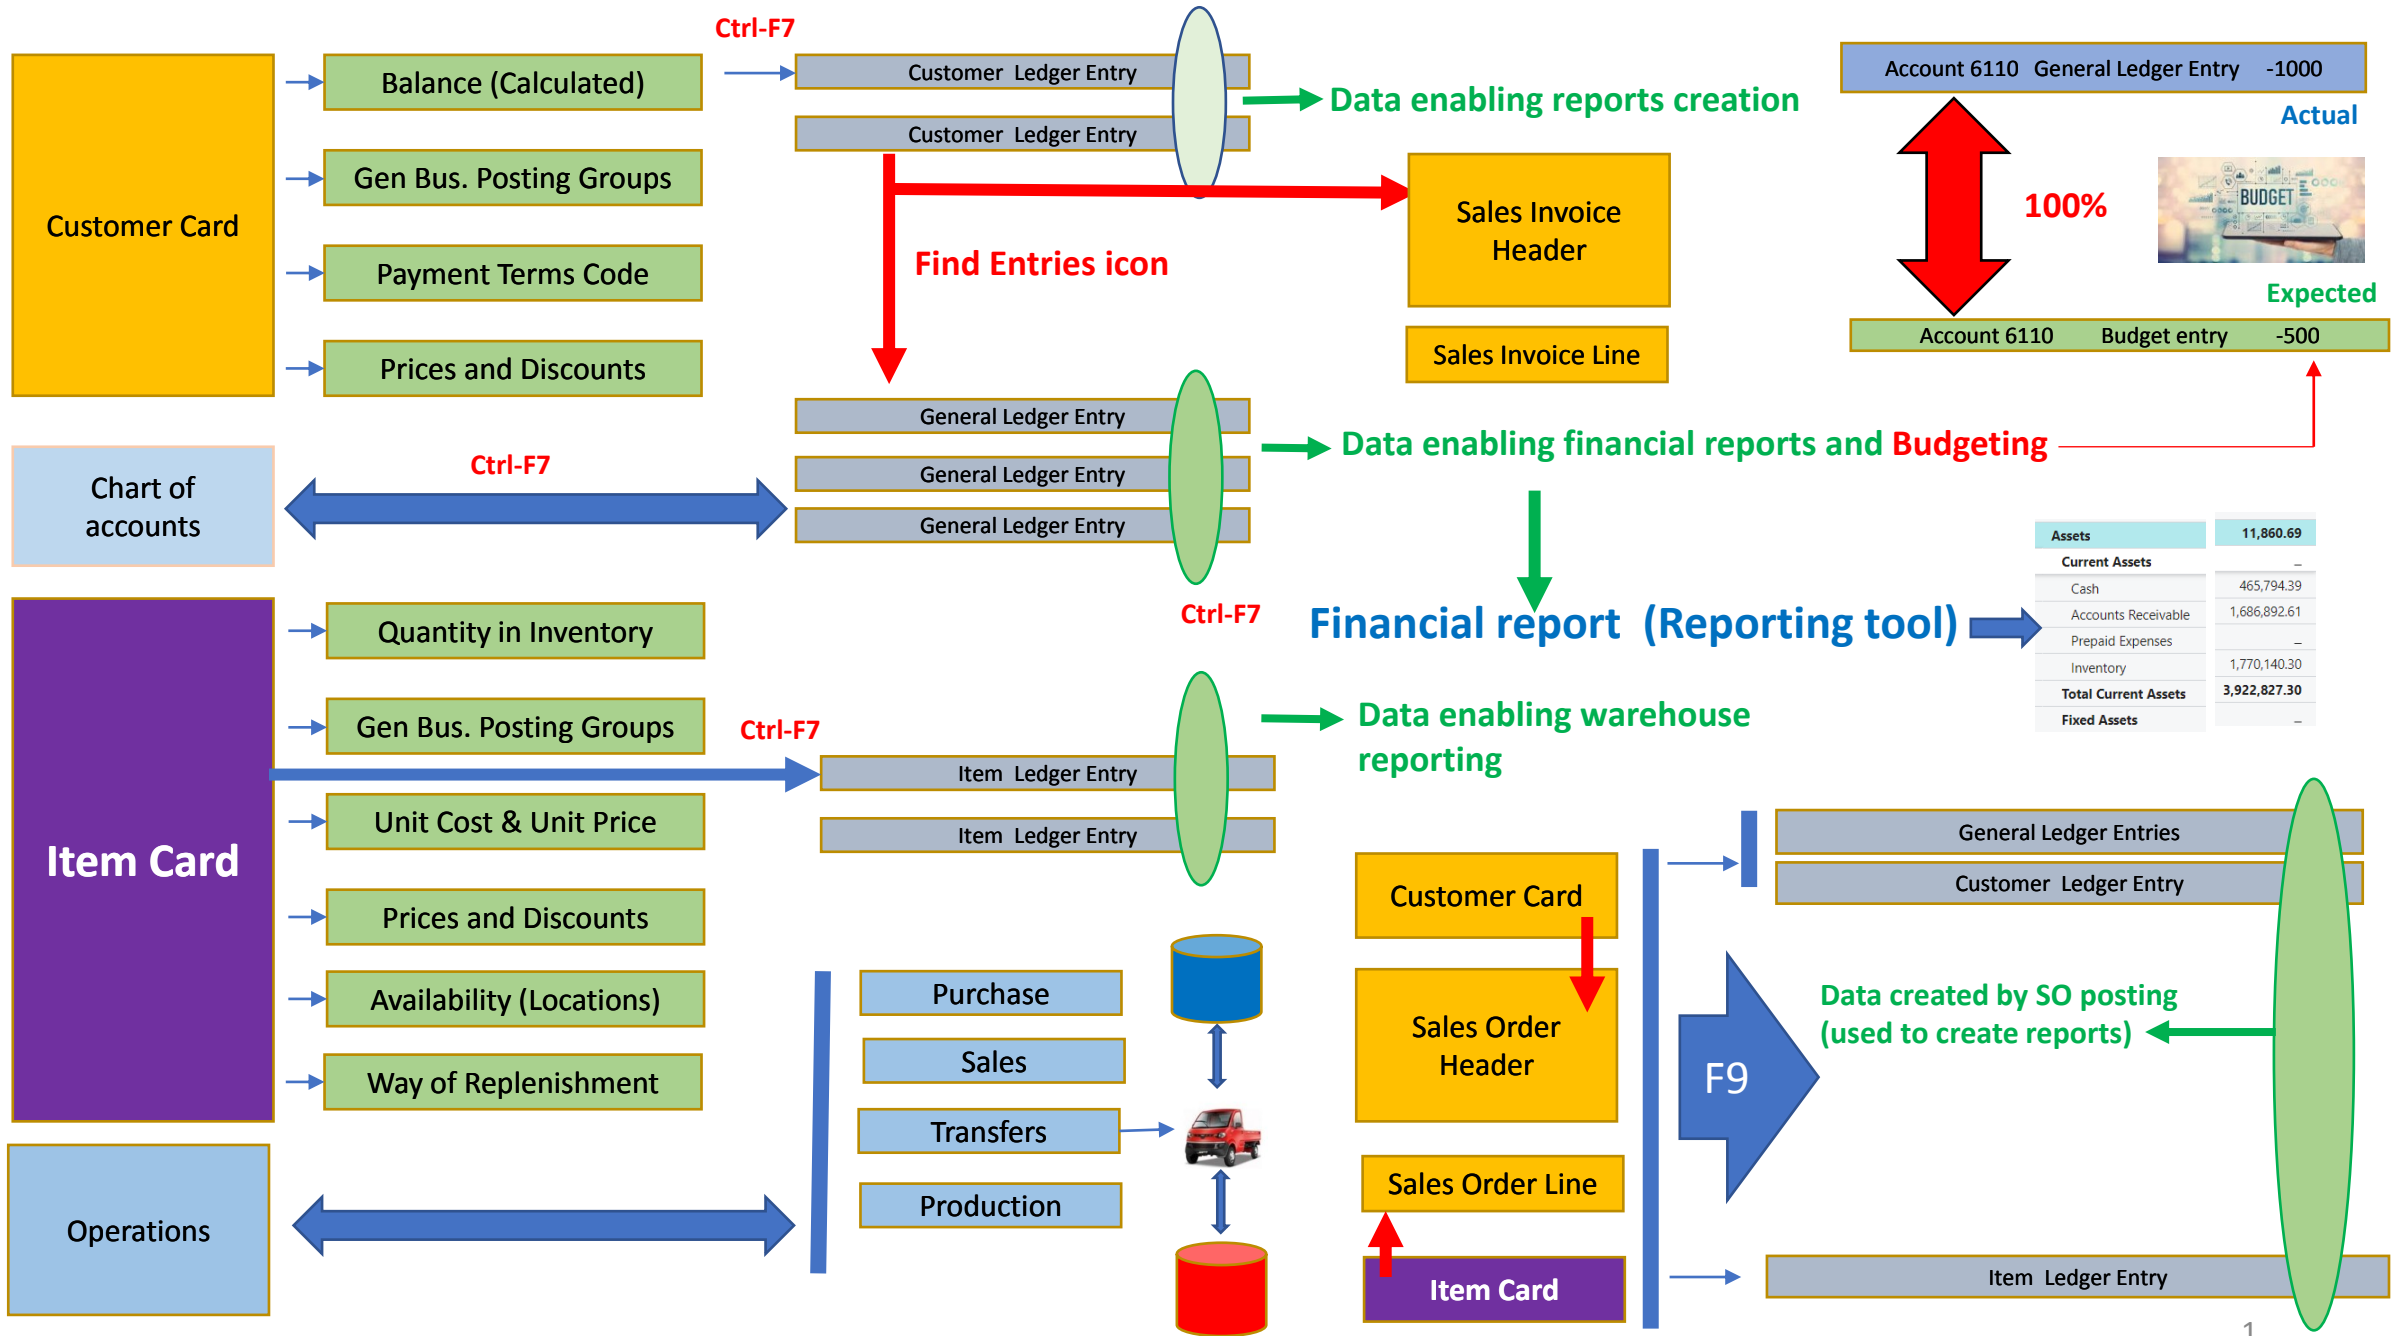 Ctrl-F7
Customer Card
Balance (Calculated)
Gen Bus. Posting Groups
Payment Terms Code
Prices and Discounts
Customer Ledger Entry
Customer Ledger Entry
Data enabling reports creation
Find Entries icon
Sales Invoice
Header
Sales Invoice Line
Account 6110 General Ledger Entry -1000
Actual
100%
BUDGET
Expected
Account 6110 Budget entry -500
Chart of
accounts
Ctrl-F7
General Ledger Entry
General Ledger Entry
General Ledger Entry
Data enabling financial reports and Budgeting
Ctrl-F7
Financial report (Reporting tool)
Assets 11,860.69
Current Assets –
Cash 465,794.39
Accounts Receivable 1,686,892.61
Prepaid Expenses –
Inventory 1,770,140.30
Total Current Assets 3,922,827.30
Fixed Assets –
Item Card
Quantity in Inventory
Gen Bus. Posting Groups
Unit Cost & Unit Price
Prices and Discounts
Availability (Locations)
Way of Replenishment
Ctrl-F7
Item Ledger Entry
Item Ledger Entry
Data enabling warehouse
reporting
Operations
Purchase
Sales
Transfers
Production
Customer Card
Sales Order
Header
Sales Order Line
Item Card
F9
General Ledger Entries
Customer Ledger Entry
Data created by SO posting
(used to create reports)
Item Ledger Entry
1